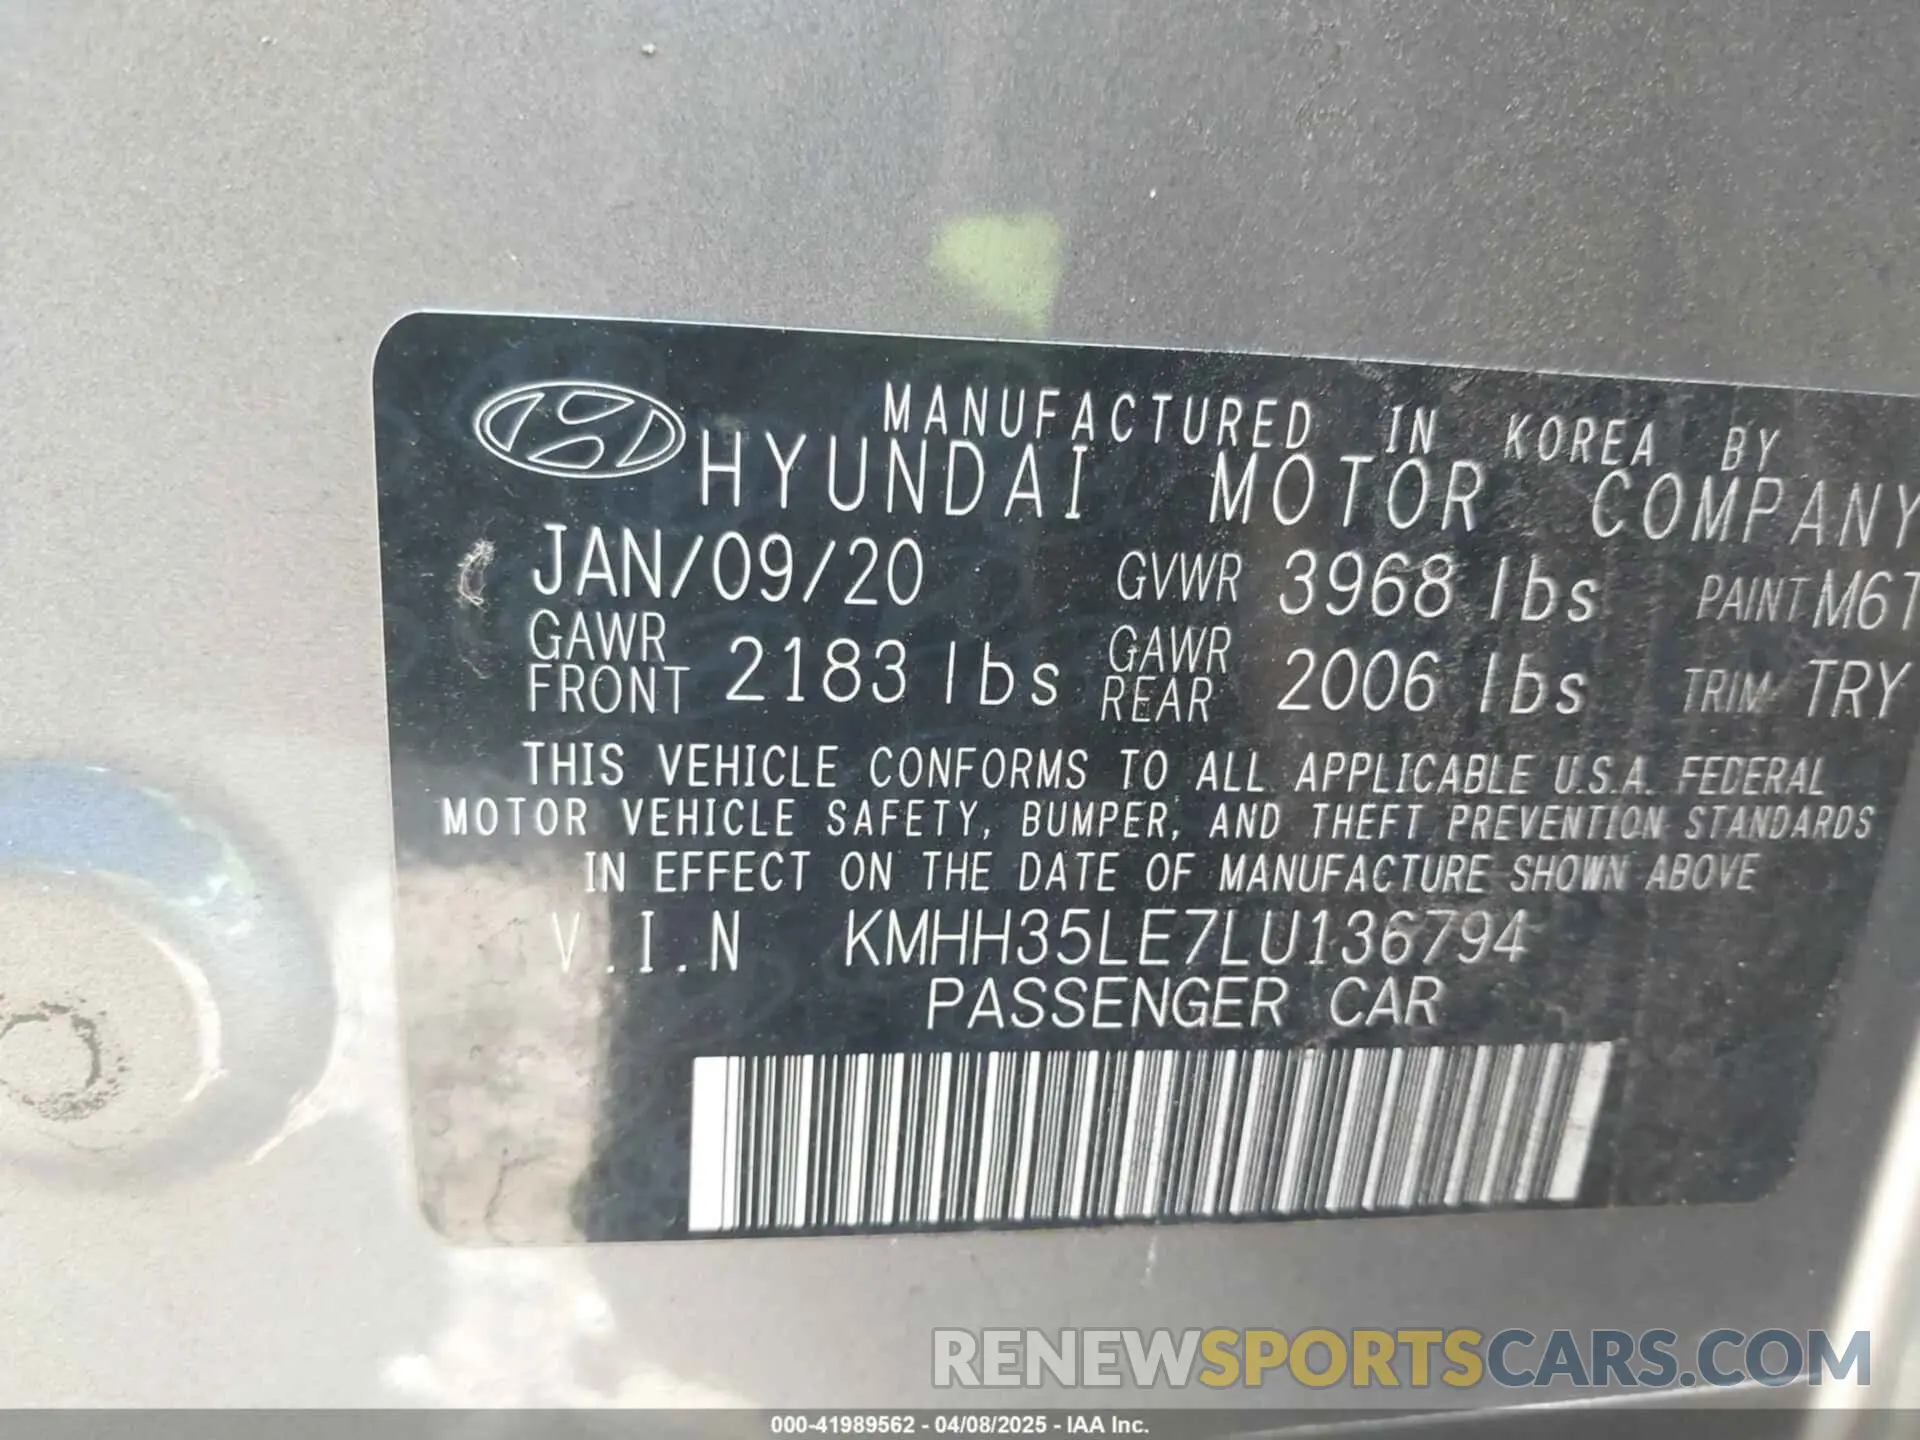 MANUFACTURED IN KOREA BY
HYUNDAI MOTOR COMPANY
JAN/09/20 GVWR 3968 lbs PAINT M6T
GAWR FRONT 2183 lbs GAWR REAR 2006 lbs TRIM TRY
THIS VEHICLE CONFORMS TO ALL APPLICABLE U.S.A. FEDERAL
MOTOR VEHICLE SAFETY, BUMPER, AND THEFT PREVENTION STANDARDS
IN EFFECT ON THE DATE OF MANUFACTURE SHOWN ABOVE
V.I.N KMHH35LE7LU136794
PASSENGER CAR
RENEWSPORTSCARS.COM
000-41989562 - 04/08/2025 - IAA Inc.